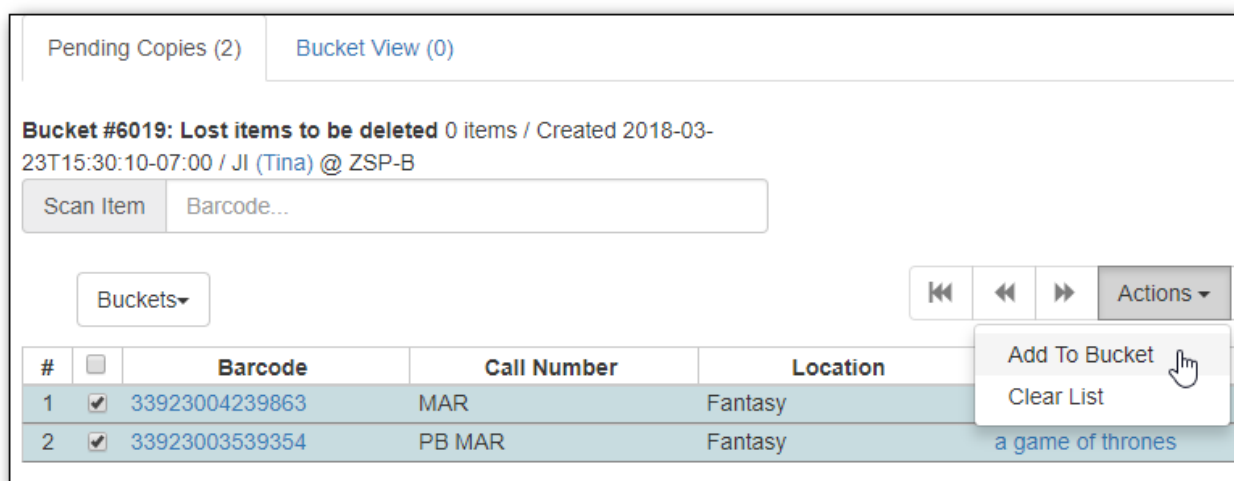 Pending Copies (2) Bucket View (0)
Bucket #6019: Lost items to be deleted 0 items / Created 2018-03-
23T15:30:10-07:00 / JI (Tina) @ ZSP-B
Scan Item Barcode...
Buckets Actions
Add To Bucket
Clear List
# Barcode Call Number Location
1 33923004239863 MAR Fantasy
2 33923003539354 PB MAR Fantasy a game of thrones